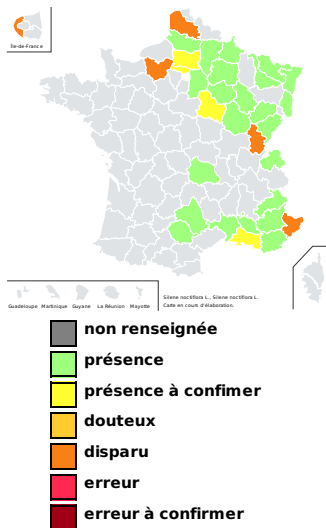 Île-de-France
Guadeloupe Martinique Guyane La Réunion Mayotte
Silene noctiflora L., Silene noctiflora L.
Carte en cours d'élaboration.
non renseignée
présence
présence à confimer
douteux
disparu
erreur
erreur à confirmer